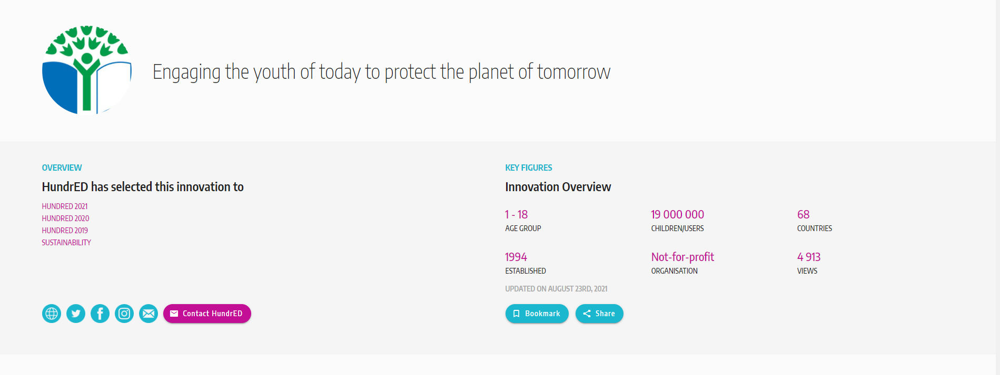 Engaging the youth of today to protect the planet of tomorrow
OVERVIEW
HundrED has selected this innovation to
HUNDRED 2021
HUNDRED 2020
HUNDRED 2019
SUSTAINABILITY
Contact HundrED
KEY FIGURES
Innovation Overview
1 - 18
AGE GROUP
19 000 000
CHILDREN/USERS
68
COUNTRIES
1994
ESTABLISHED
Not-for-profit
ORGANISATION
4 913
VIEWS
UPDATED ON AUGUST 23RD, 2021
Bookmark
Share